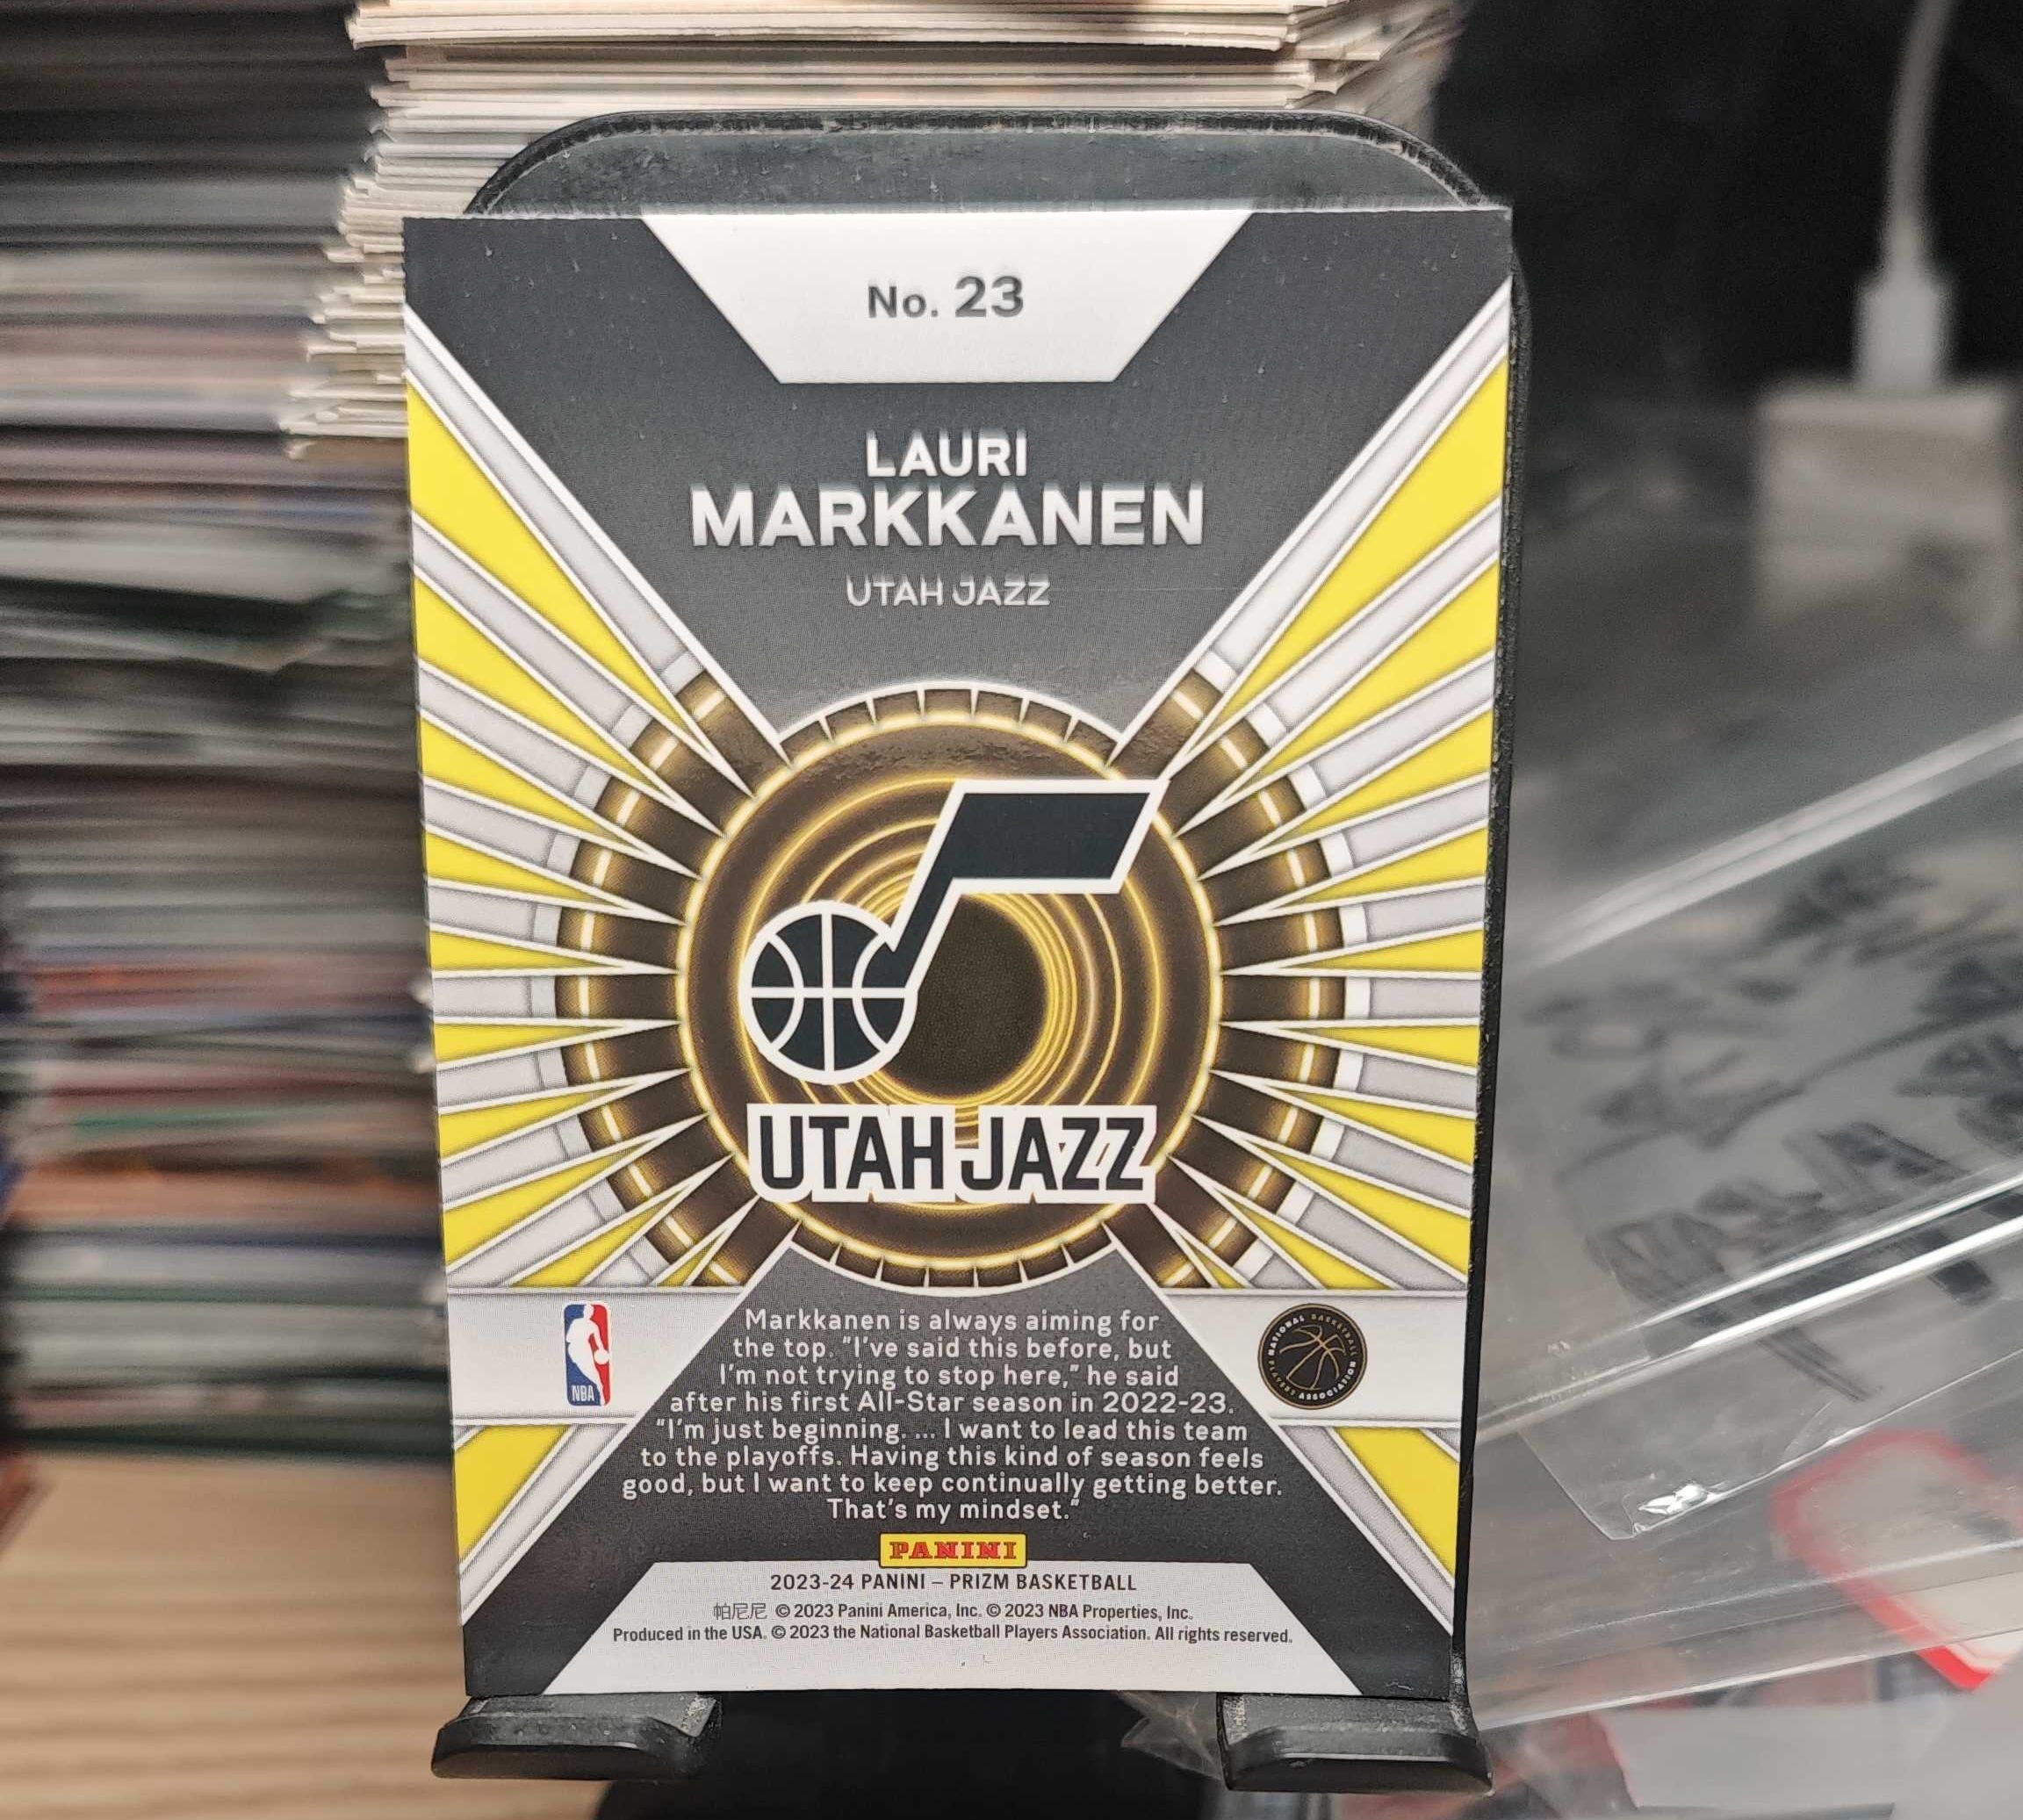 No. 23
LAURI
MARKKANEN
UTAH JAZZ
UTAH JAZZ
NBA
NATIONAL BASKETBALL
PLAYERS ASSOCIATION
Markkanen is always aiming for
the top. "I've said this before, but
I'm not trying to stop here," he said
after his first All-Star season in 2022-23.
"I'm just beginning. ... I want to lead this team
to the playoffs. Having this kind of season feels
good, but I want to keep continually getting better.
That's my mindset."
PANINI
2023-24 PANINI – PRIZM BASKETBALL
帕尼尼 © 2023 Panini America, Inc. © 2023 NBA Properties, Inc.
Produced in the USA. © 2023 the National Basketball Players Association. All rights reserved.